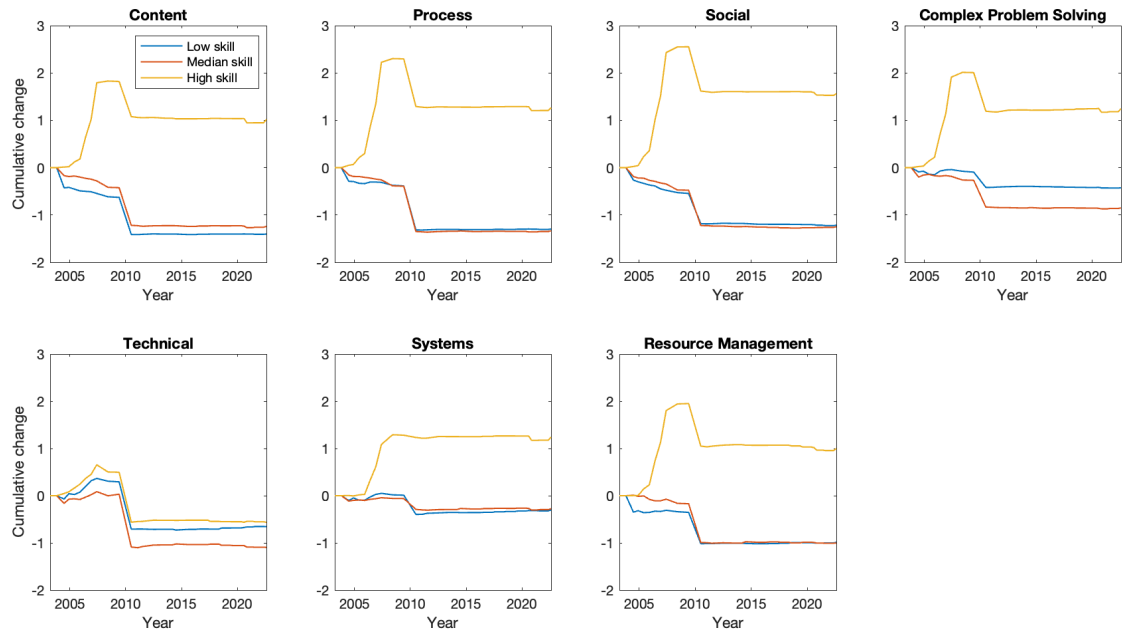 Content
3
2
1
0
-1
-2
Cumulative change
2005 2010 2015 2020
Year
Low skill
Median skill
High skill
Process
3
2
1
0
-1
-2
2005 2010 2015 2020
Year
Social
3
2
1
0
-1
-2
2005 2010 2015 2020
Year
Complex Problem Solving
3
2
1
0
-1
-2
2005 2010 2015 2020
Year
Technical
3
2
1
0
-1
-2
Cumulative change
2005 2010 2015 2020
Year
Systems
3
2
1
0
-1
-2
2005 2010 2015 2020
Year
Resource Management
3
2
1
0
-1
-2
2005 2010 2015 2020
Year